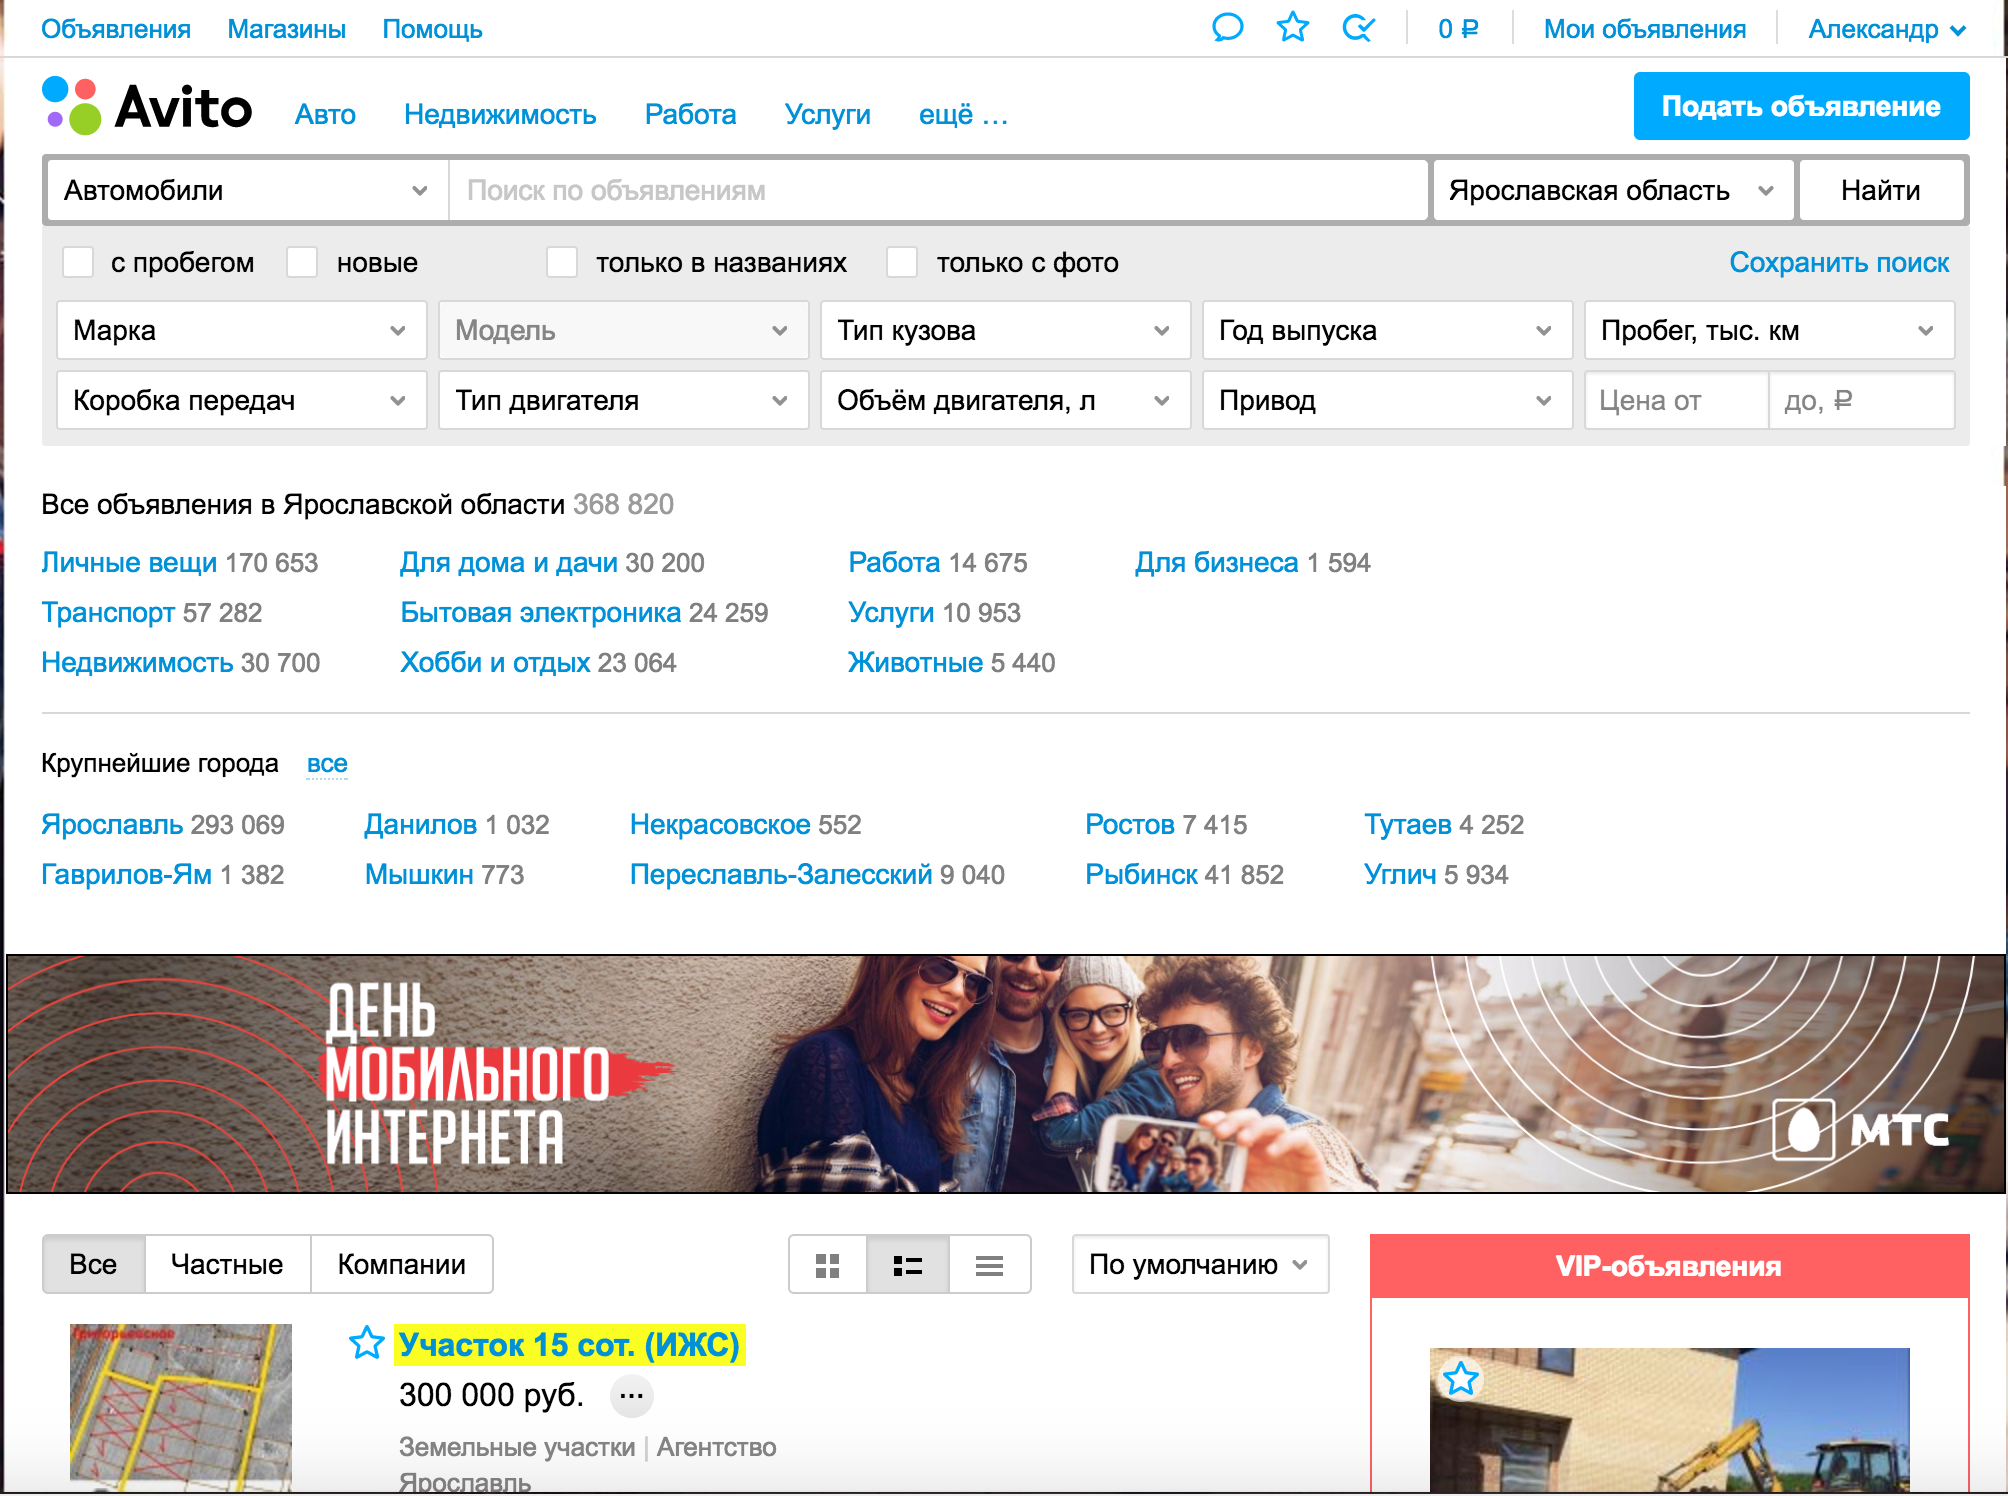 Объявления Магазины Помощь 0 ₽ Мои объявления Александр
Avito Авто Недвижимость Работа Услуги ещё ... Подать объявление
Автомобили Поиск по объявлениям Ярославская область Найти
с пробегом новые только в названиях только с фото Сохранить поиск
Марка Модель Тип кузова Год выпуска Пробег, тыс. км
Коробка передач Тип двигателя Объём двигателя, л Привод Цена от до, ₽
Все объявления в Ярославской области 368 820
Личные вещи 170 653 Для дома и дачи 30 200 Работа 14 675 Для бизнеса 1 594
Транспорт 57 282 Бытовая электроника 24 259 Услуги 10 953
Недвижимость 30 700 Хобби и отдых 23 064 Животные 5 440
Крупнейшие города все
Ярославль 293 069 Данилов 1 032 Некрасовское 552 Ростов 7 415 Тутаев 4 252
Гаврилов-Ям 1 382 Мышкин 773 Переславль-Залесский 9 040 Рыбинск 41 852 Углич 5 934
ДЕНЬ
МОБИЛЬНОГО
ИНТЕРНЕТА
МТС
Все Частные Компании По умолчанию VIP-объявления
Григорьевское
Участок 15 сот. (ИЖС)
300 000 руб. ...
Земельные участки | Агентство
Ярославль